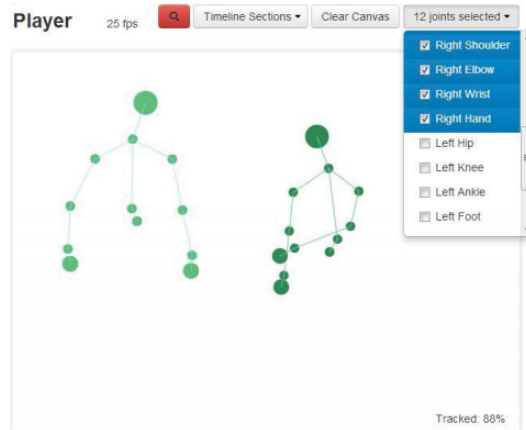 Player
25 fps
Timeline Sections
Clear Canvas
12 joints selected
Right Shoulder
Right Elbow
Right Wrist
Right Hand
Left Hip
Left Knee
Left Ankle
Left Foot
Tracked: 88%